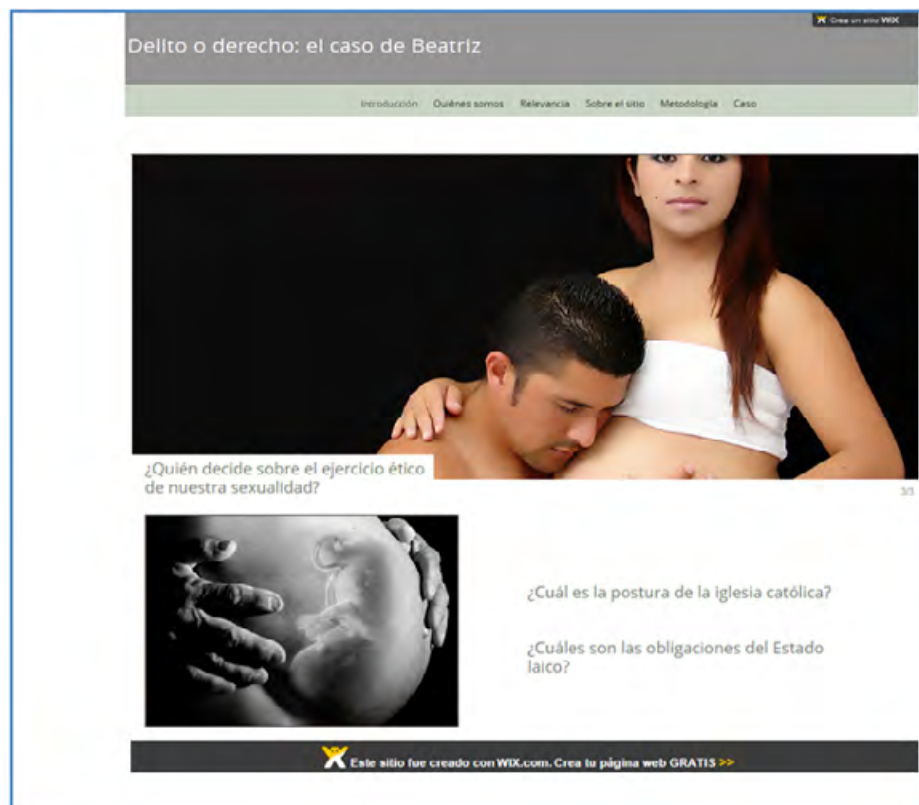 Crea un sitio WIX
Delito o derecho: el caso de Beatriz
Introducción Quiénes somos Relevancia Sobre el sitio Metodología Caso
¿Quién decide sobre el ejercicio ético
de nuestra sexualidad?
3/3
¿Cuál es la postura de la iglesia católica?
¿Cuáles son las obligaciones del Estado
laico?
Este sitio fue creado con WIX.com. Crea tu página web GRATIS >>